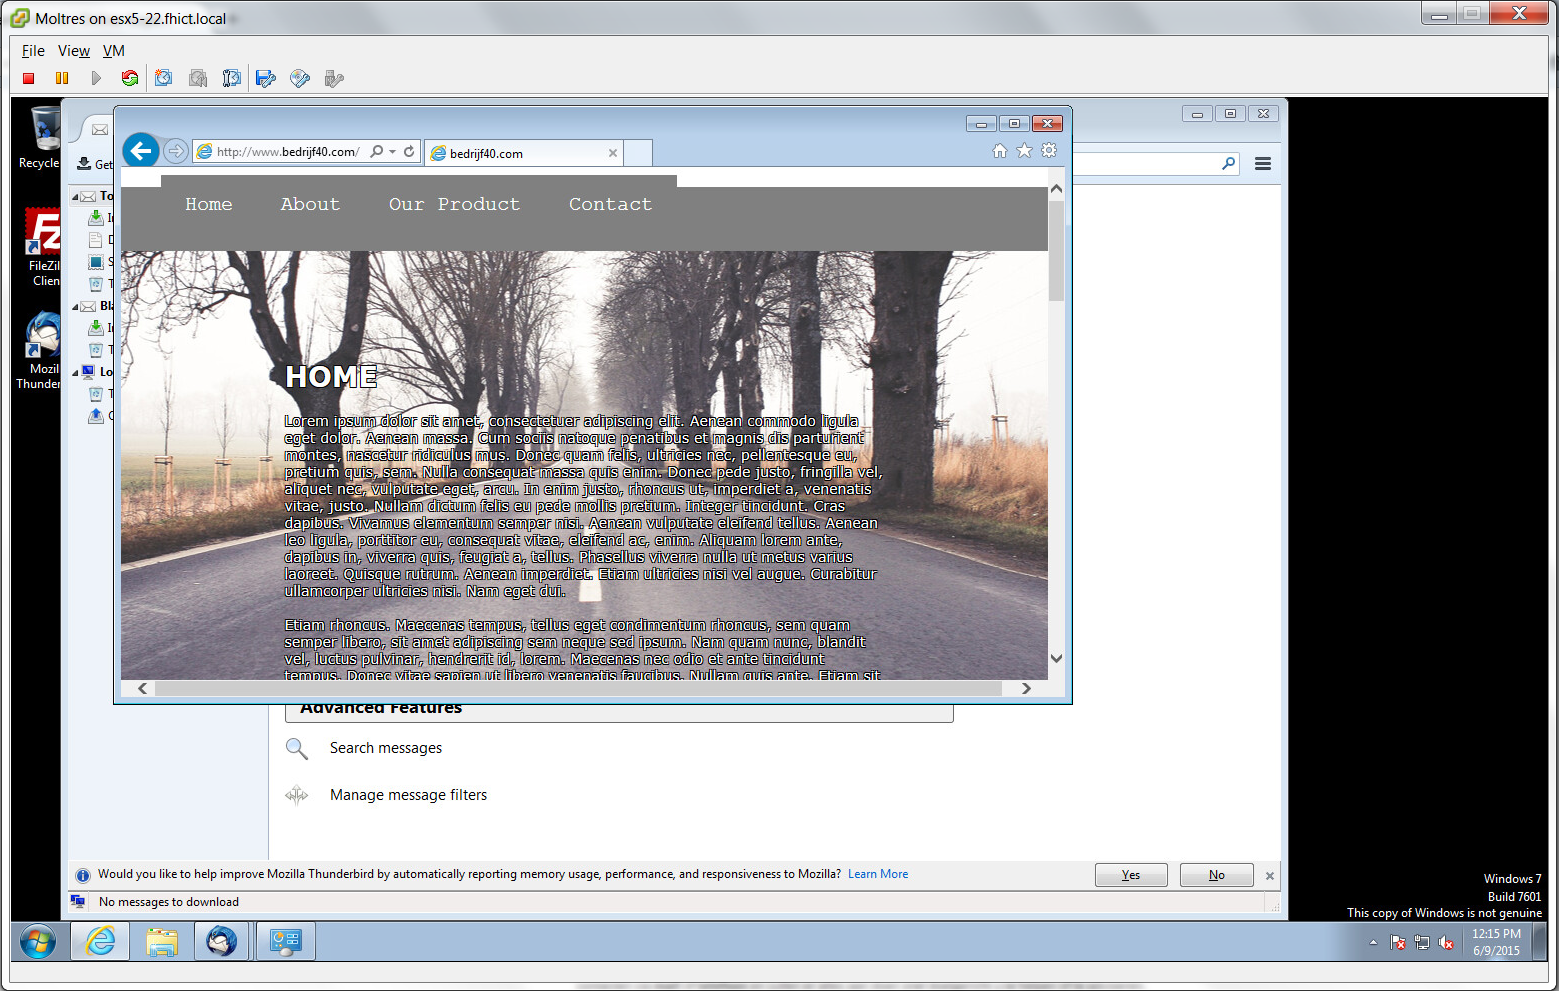 Moltres on esx5-22.fhict.local
File View VM
Recycle
FileZil
Client
Mozil
Thunder
Get
To
Bla
Lo
http://www.bedrijf40.com/
bedrijf40.com
Home About Our Product Contact
HOME
Lorem ipsum dolor sit amet, consectetuer adipiscing elit. Aenean commodo ligula
eget dolor. Aenean massa. Cum sociis natoque penatibus et magnis dis parturient
montes, nascetur ridiculus mus. Donec quam felis, ultricies nec, pellentesque eu,
pretium quis, sem. Nulla consequat massa quis enim. Donec pede justo, fringilla vel,
aliquet nec, vulputate eget, arcu. In enim justo, rhoncus ut, imperdiet a, venenatis
vitae, justo. Nullam dictum felis eu pede mollis pretium. Integer tincidunt. Cras
dapibus. Vivamus elementum semper nisi. Aenean vulputate eleifend tellus. Aenean
leo ligula, porttitor eu, consequat vitae, eleifend ac, enim. Aliquam lorem ante,
dapibus in, viverra quis, feugiat a, tellus. Phasellus viverra nulla ut metus varius
laoreet. Quisque rutrum. Aenean imperdiet. Etiam ultricies nisi vel augue. Curabitur
ullamcorper ultricies nisi. Nam eget dui.
Etiam rhoncus. Maecenas tempus, tellus eget condimentum rhoncus, sem quam
semper libero, sit amet adipiscing sem neque sed ipsum. Nam quam nunc, blandit
vel, luctus pulvinar, hendrerit id, lorem. Maecenas nec odio et ante tincidunt
tempus. Donec vitae sapien ut libero venenatis faucibus. Nullam quis ante. Etiam sit
Advanced Features
Search messages
Manage message filters
Would you like to help improve Mozilla Thunderbird by automatically reporting memory usage, performance, and responsiveness to Mozilla? Learn More
Yes No
No messages to download
Windows 7
Build 7601
This copy of Windows is not genuine
12:15 PM
6/9/2015